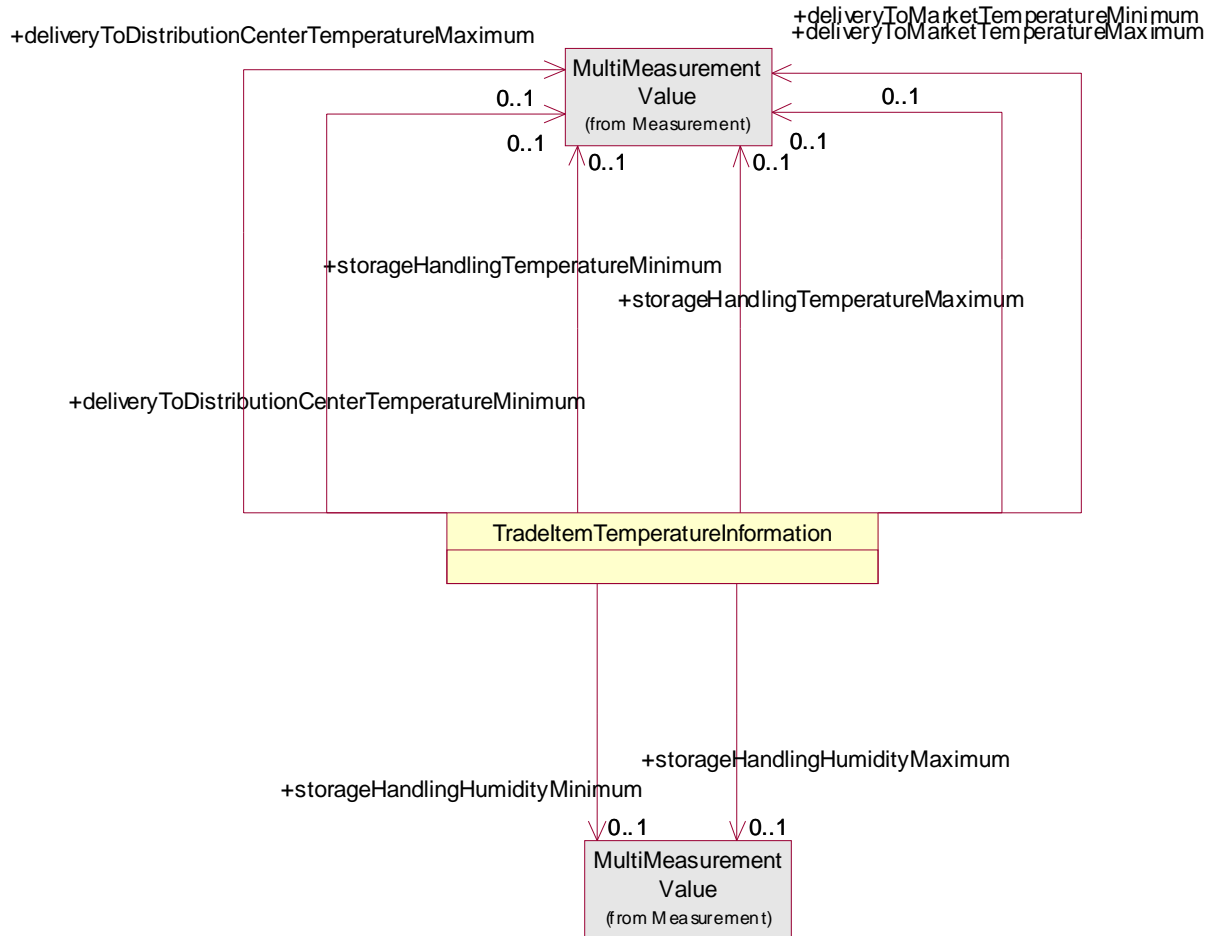 +deliveryToMarketTemperatureMinimum
+deliveryToMarketTemperatureMaximum
+deliveryToDistributionCenterTemperatureMaximum
MultiMeasurement
Value
(from Measurement)
0..1
0..1
0..1
0..1
0..1
0..1
+storageHandlingTemperatureMinimum
+storageHandlingTemperatureMaximum
+deliveryToDistributionCenterTemperatureMinimum
TradeItemTemperatureInformation
+storageHandlingHumidityMaximum
+storageHandlingHumidityMinimum
0..1
0..1
MultiMeasurement
Value
(from Measurement)